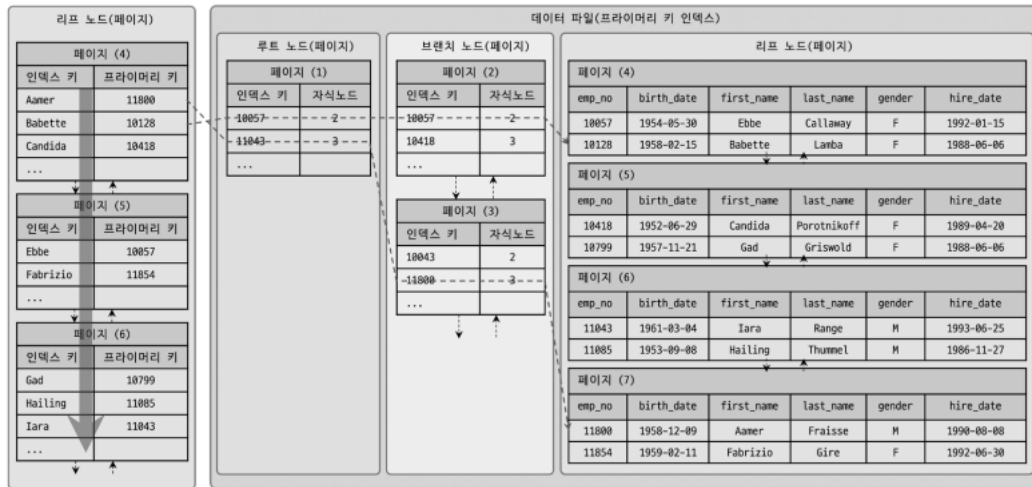 리프 노드(페이지)
페이지 (4)
인덱스 키 프라이머리 키
Aamer 11800
Babette 10128
Candida 10418
...
페이지 (5)
인덱스 키 프라이머리 키
Ebbe 10057
Fabrizio 11854
...
페이지 (6)
인덱스 키 프라이머리 키
Gad 10799
Hailing 11085
Iara 11043
...
데이터 파일(프라이머리 키 인덱스)
루트 노드(페이지)
페이지 (1)
인덱스 키 자식노드
10057 2
11043 3
...
브랜치 노드(페이지)
페이지 (2)
인덱스 키 자식노드
10057 2
10418 3
...
페이지 (3)
인덱스 키 자식노드
10043 2
11800 3
...
리프 노드(페이지)
페이지 (4)
emp_no birth_date first_name last_name gender hire_date
10057 1954-05-30 Ebbe Callaway F 1992-01-15
10128 1958-02-15 Babette Lamba F 1988-06-06
페이지 (5)
emp_no birth_date first_name last_name gender hire_date
10418 1952-06-29 Candida Porotnikoff F 1989-04-20
10799 1957-11-21 Gad Griswold F 1988-06-06
페이지 (6)
emp_no birth_date first_name last_name gender hire_date
11043 1961-03-04 Iara Range M 1993-06-25
11085 1953-09-08 Hailing Thummel M 1986-11-27
페이지 (7)
emp_no birth_date first_name last_name gender hire_date
11800 1958-12-09 Aamer Fraisse M 1990-08-08
11854 1959-02-11 Fabrizio Gire F 1992-06-30